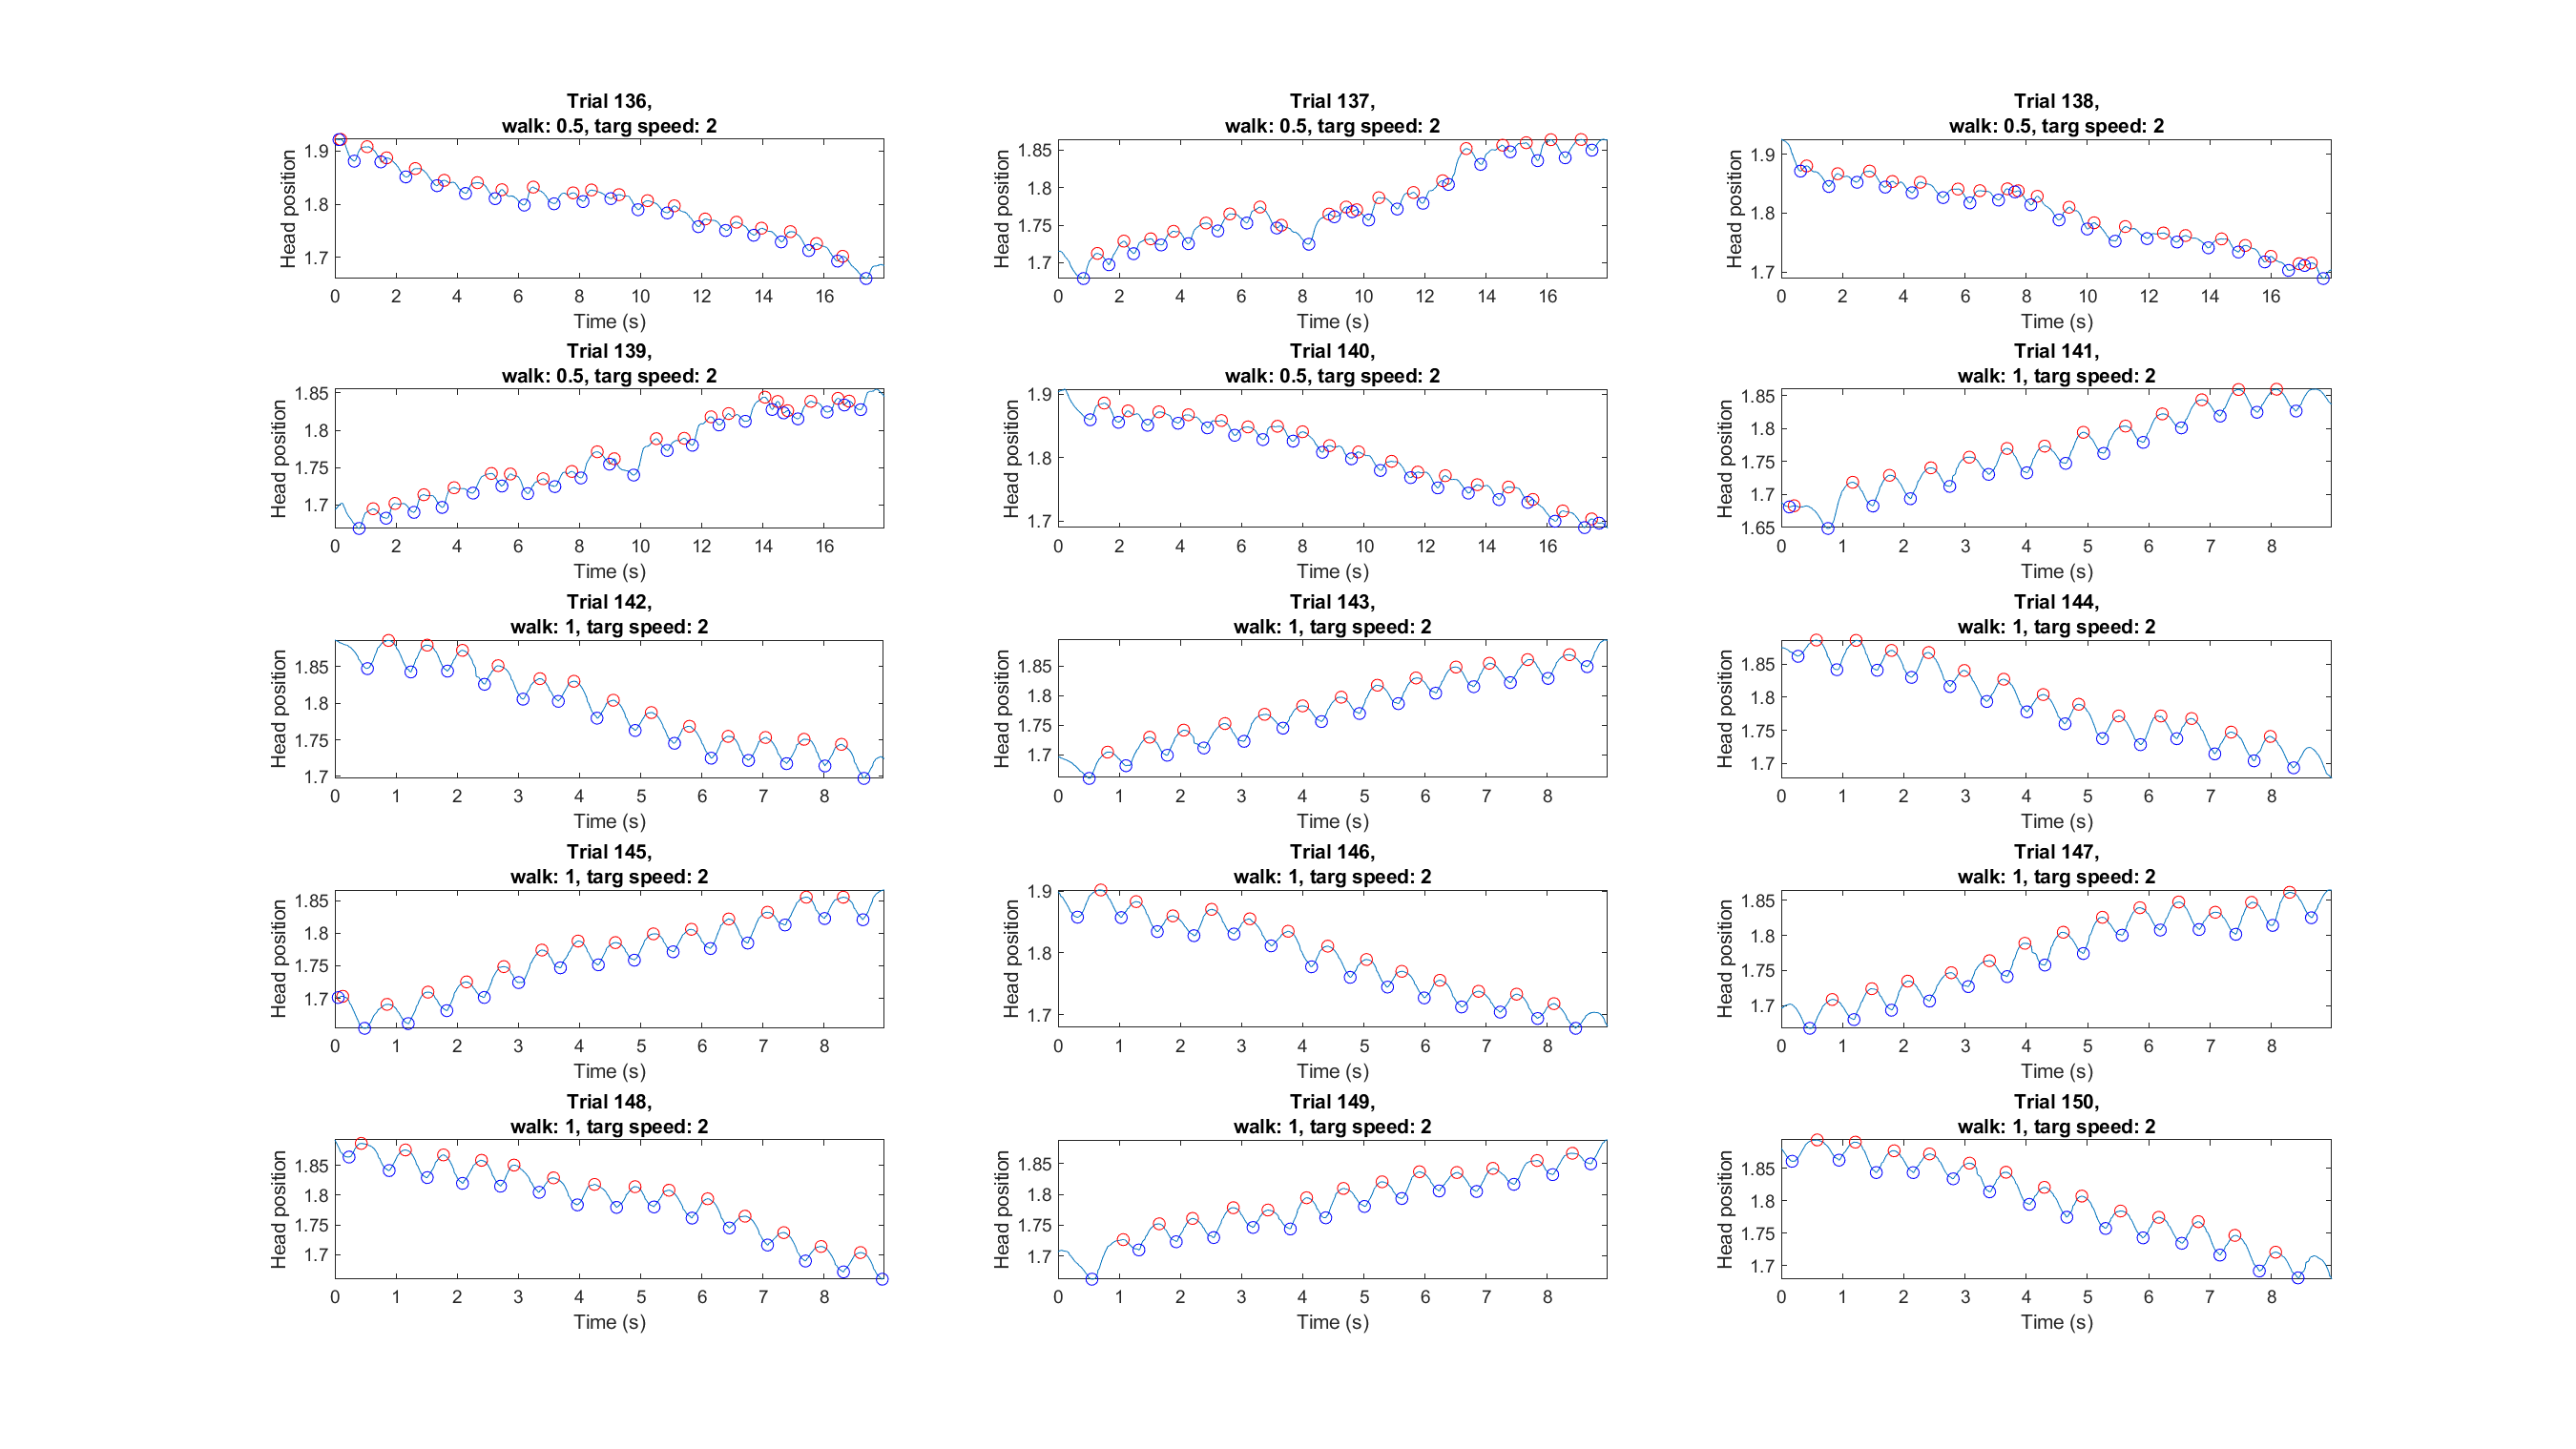 Trial 136,
walk: 0.5, targ speed: 2
Head position
1.9
1.8
1.7
0 2 4 6 8 10 12 14 16
Time (s)
Trial 137,
walk: 0.5, targ speed: 2
Head position
1.85
1.8
1.75
1.7
0 2 4 6 8 10 12 14 16
Time (s)
Trial 138,
walk: 0.5, targ speed: 2
Head position
1.9
1.8
1.7
0 2 4 6 8 10 12 14 16
Time (s)
Trial 139,
walk: 0.5, targ speed: 2
Head position
1.85
1.8
1.75
1.7
0 2 4 6 8 10 12 14 16
Time (s)
Trial 140,
walk: 0.5, targ speed: 2
Head position
1.9
1.8
1.7
0 2 4 6 8 10 12 14 16
Time (s)
Trial 141,
walk: 1, targ speed: 2
Head position
1.85
1.8
1.75
1.7
1.65
0 1 2 3 4 5 6 7 8
Time (s)
Trial 142,
walk: 1, targ speed: 2
Head position
1.85
1.8
1.75
1.7
0 1 2 3 4 5 6 7 8
Time (s)
Trial 143,
walk: 1, targ speed: 2
Head position
1.85
1.8
1.75
1.7
0 1 2 3 4 5 6 7 8
Time (s)
Trial 144,
walk: 1, targ speed: 2
Head position
1.85
1.8
1.75
1.7
0 1 2 3 4 5 6 7 8
Time (s)
Trial 145,
walk: 1, targ speed: 2
Head position
1.85
1.8
1.75
1.7
0 1 2 3 4 5 6 7 8
Time (s)
Trial 146,
walk: 1, targ speed: 2
Head position
1.9
1.8
1.7
0 1 2 3 4 5 6 7 8
Time (s)
Trial 147,
walk: 1, targ speed: 2
Head position
1.85
1.8
1.75
1.7
0 1 2 3 4 5 6 7 8
Time (s)
Trial 148,
walk: 1, targ speed: 2
Head position
1.85
1.8
1.75
1.7
0 1 2 3 4 5 6 7 8
Time (s)
Trial 149,
walk: 1, targ speed: 2
Head position
1.85
1.8
1.75
1.7
0 1 2 3 4 5 6 7 8
Time (s)
Trial 150,
walk: 1, targ speed: 2
Head position
1.85
1.8
1.75
1.7
0 1 2 3 4 5 6 7 8
Time (s)